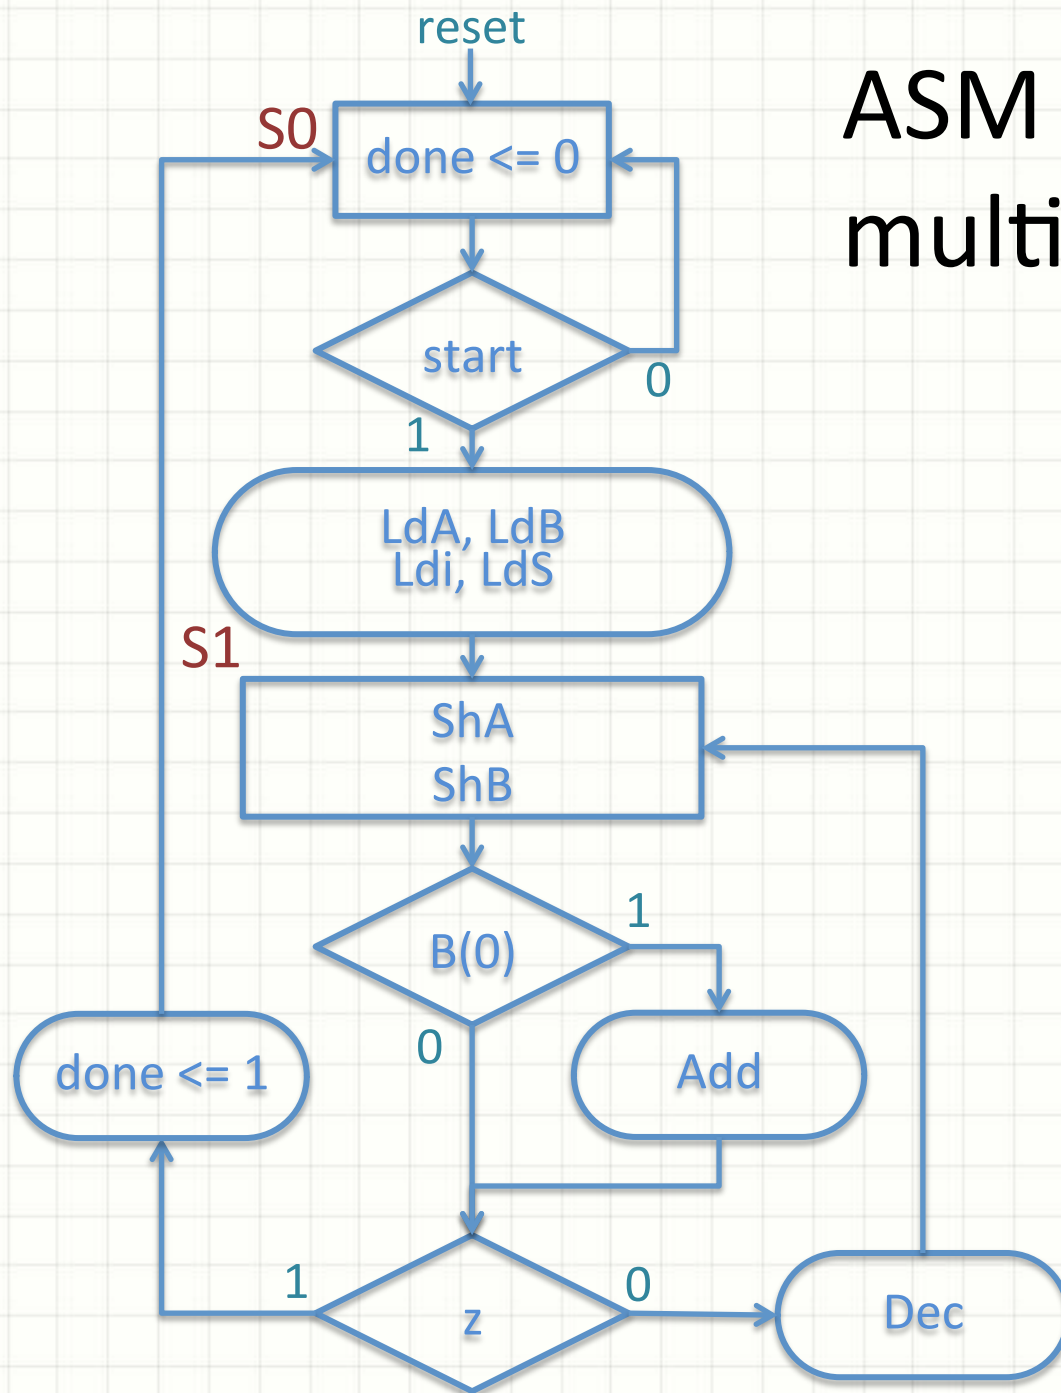 reset
ASM
multi
S0
done <= 0
start
0
1
LdA, LdB
Ldi, LdS
S1
ShA
ShB
B(0)
1
0
done <= 1
Add
1
z
0
Dec